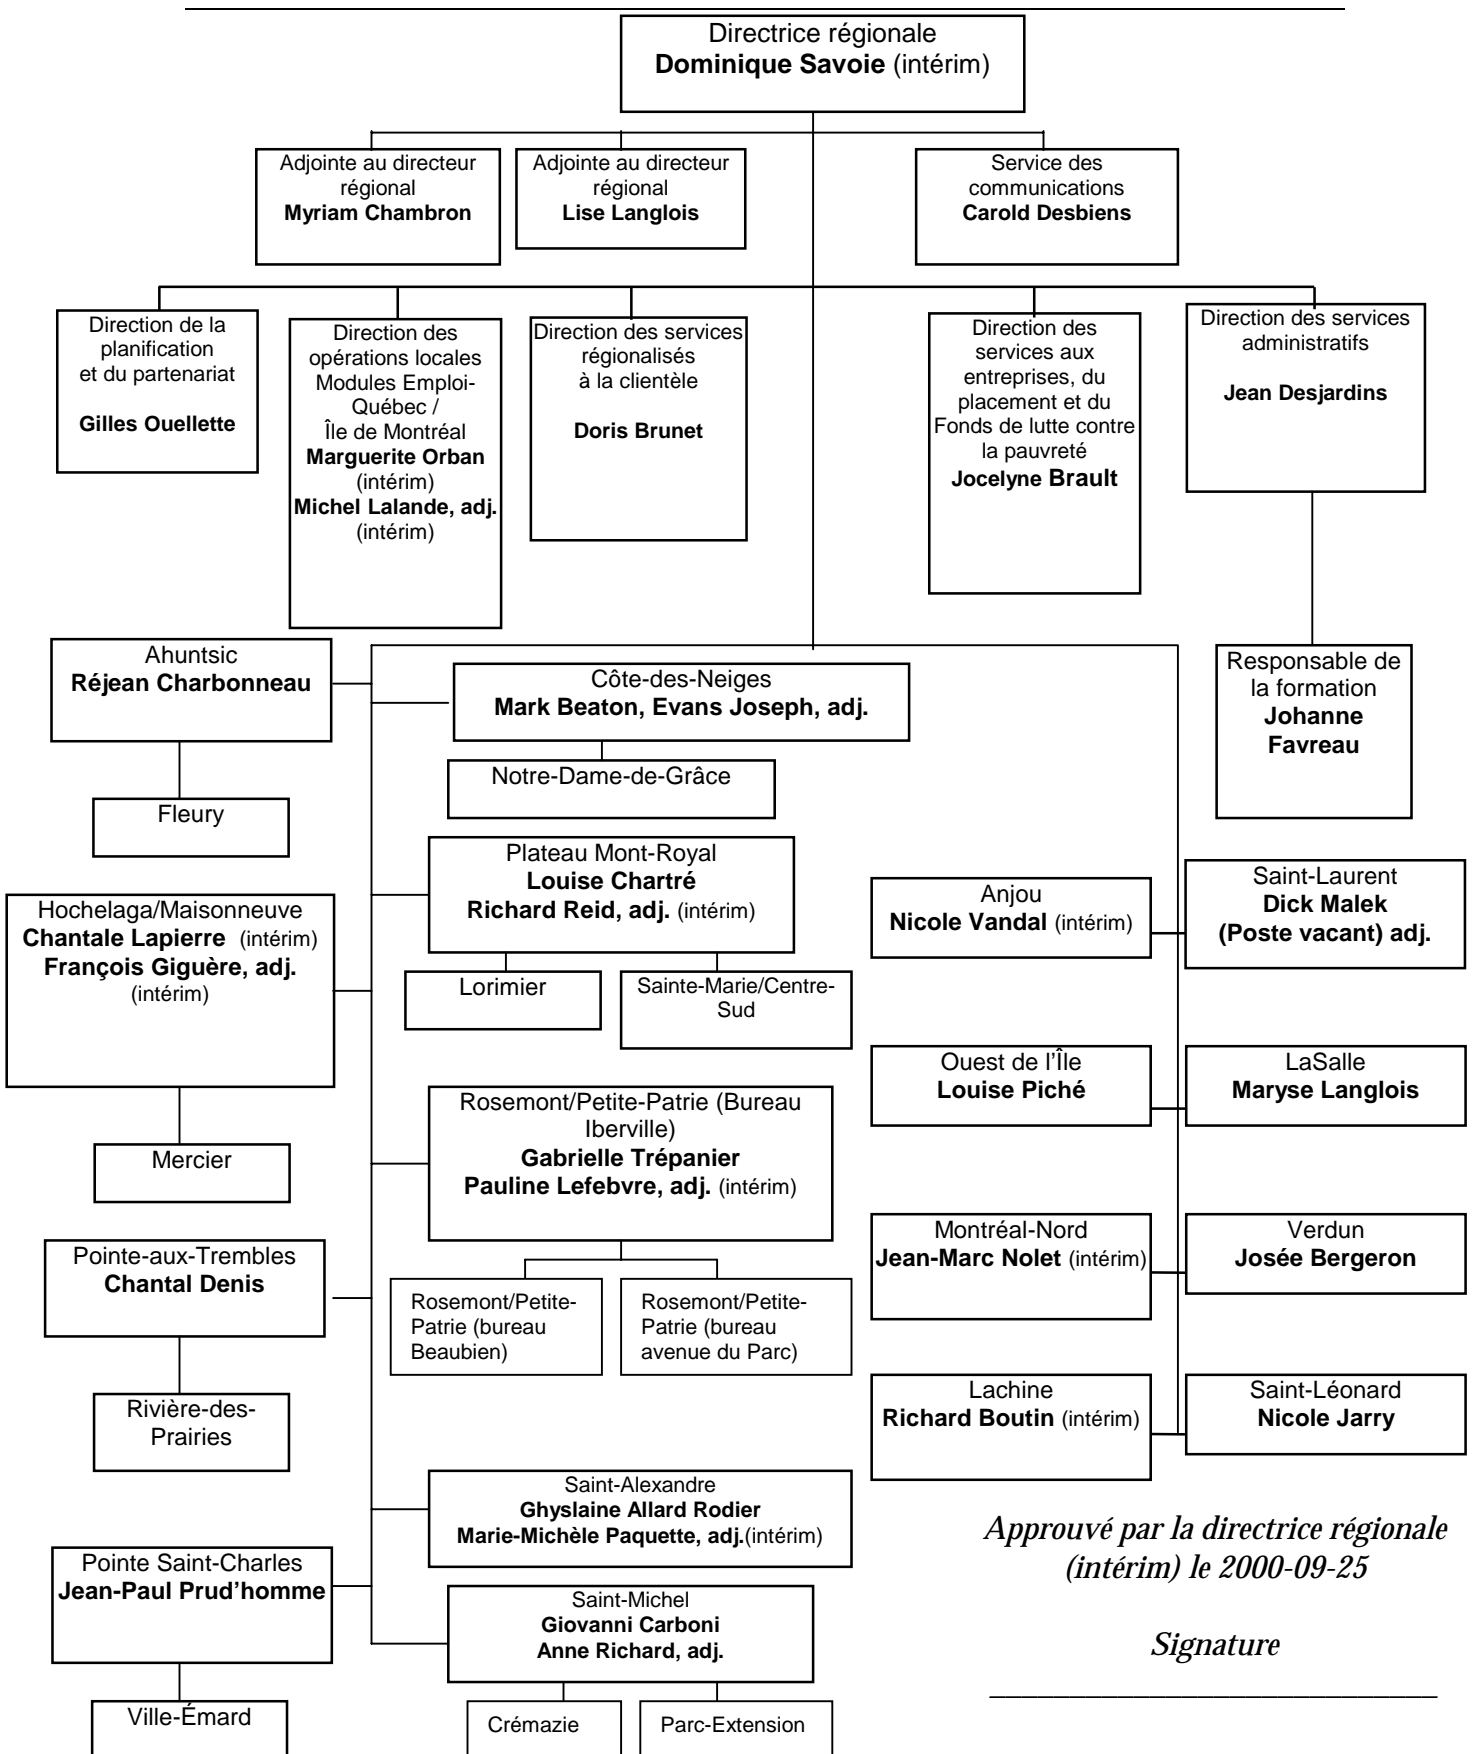 Directrice régionale
Dominique Savoie (intérim)
Adjointe au directeur
régional
Myriam Chambron
Adjointe au directeur
régional
Lise Langlois
Service des
communications
Carold Desbiens
Direction de la
planification
et du partenariat
Gilles Ouellette
Direction des
opérations locales
Modules Emploi-
Québec /
Île de Montréal
Marguerite Orban
(intérim)
Michel Lalande, adj.
(intérim)
Direction des services
régionalisés
à la clientèle
Doris Brunet
Direction des
services aux
entreprises, du
placement et du
Fonds de lutte contre
la pauvreté
Jocelyne Brault
Direction des services
administratifs
Jean Desjardins
Responsable de
la formation
Johanne
Favreau
Ahuntsic
Réjean Charbonneau
Fleury
Hochelaga/Maisonneuve
Chantale Lapierre (intérim)
François Giguère, adj.
(intérim)
Mercier
Pointe-aux-Trembles
Chantal Denis
Rivière-des-
Prairies
Pointe Saint-Charles
Jean-Paul Prud'homme
Ville-Émard
Côte-des-Neiges
Mark Beaton, Evans Joseph, adj.
Notre-Dame-de-Grâce
Plateau Mont-Royal
Louise Chartré
Richard Reid, adj. (intérim)
Lorimier
Sainte-Marie/Centre-
Sud
Rosemont/Petite-Patrie (Bureau
Iberville)
Gabrielle Trépanier
Pauline Lefebvre, adj. (intérim)
Rosemont/Petite-
Patrie (bureau
Beaubien)
Rosemont/Petite-
Patrie (bureau
avenue du Parc)
Saint-Alexandre
Ghyslaine Allard Rodier
Marie-Michèle Paquette, adj.(intérim)
Saint-Michel
Giovanni Carboni
Anne Richard, adj.
Crémazie
Parc-Extension
Anjou
Nicole Vandal (intérim)
Saint-Laurent
Dick Malek
(Poste vacant) adj.
Ouest de l'Île
Louise Piché
LaSalle
Maryse Langlois
Montréal-Nord
Jean-Marc Nolet (intérim)
Verdun
Josée Bergeron
Lachine
Richard Boutin (intérim)
Saint-Léonard
Nicole Jarry
Approuvé par la directrice régionale
(intérim) le 2000-09-25
Signature